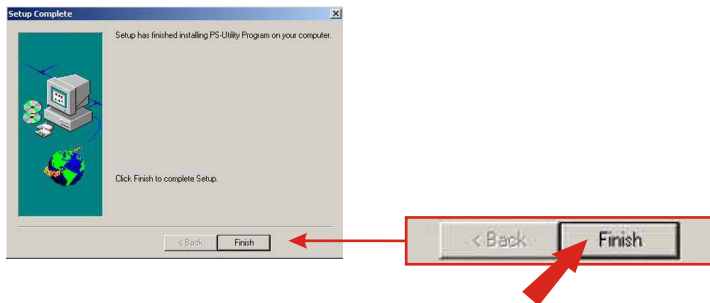 Setup Complete
Setup has finished installing PS-Utility Program on your computer.
Click Finish to complete Setup.
< Back Finish
< Back Finish